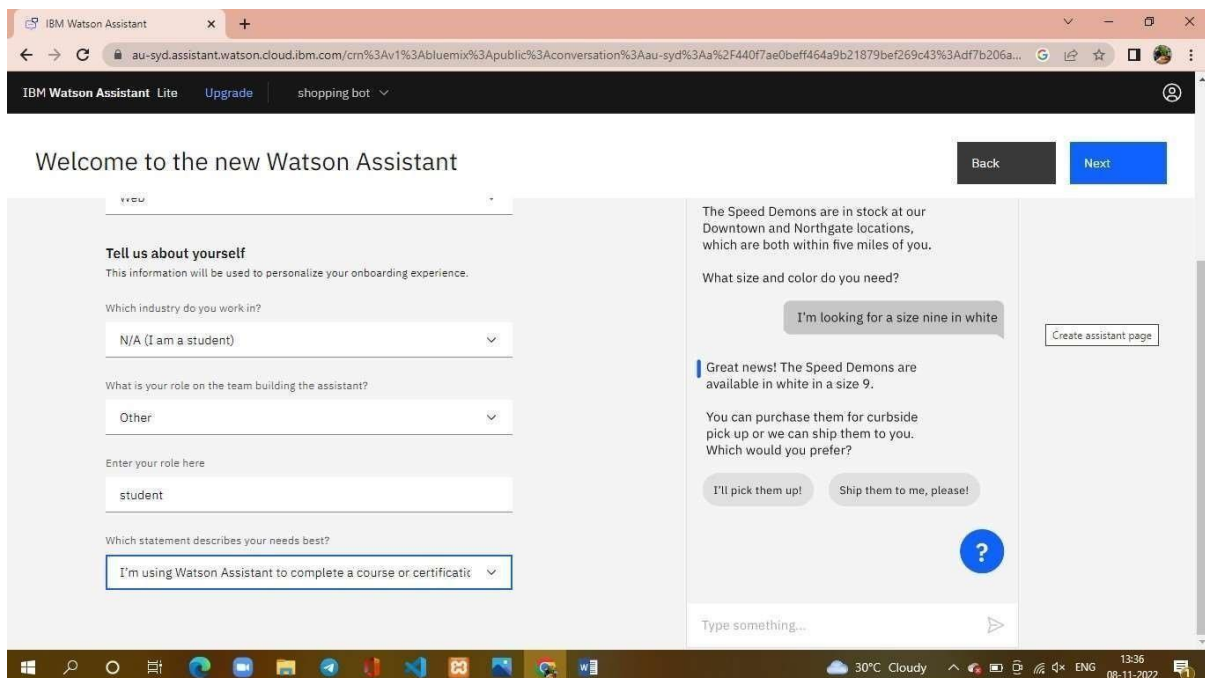 IBM Watson Assistant
au-syd.assistant.watson.cloud.ibm.com/crn%3Av1%3Abluemix%3Apublic%3Aconversation%3Aau-syd%3Aa%2F440f7ae0beff464a9b21879bef269c43%3Adf7b206a...
IBM Watson Assistant Lite Upgrade shopping bot
Welcome to the new Watson Assistant
Back
Next
Web
Tell us about yourself
This information will be used to personalize your onboarding experience.
Which industry do you work in?
N/A (I am a student)
What is your role on the team building the assistant?
Other
Enter your role here
student
Which statement describes your needs best?
I'm using Watson Assistant to complete a course or certificatic
The Speed Demons are in stock at our
Downtown and Northgate locations,
which are both within five miles of you.
What size and color do you need?
I'm looking for a size nine in white
Great news! The Speed Demons are
available in white in a size 9.
You can purchase them for curbside
pick up or we can ship them to you.
Which would you prefer?
I'll pick them up!
Ship them to me, please!
?
Type something...
Create assistant page
30°C Cloudy
ENG
13:36
08-11-2022